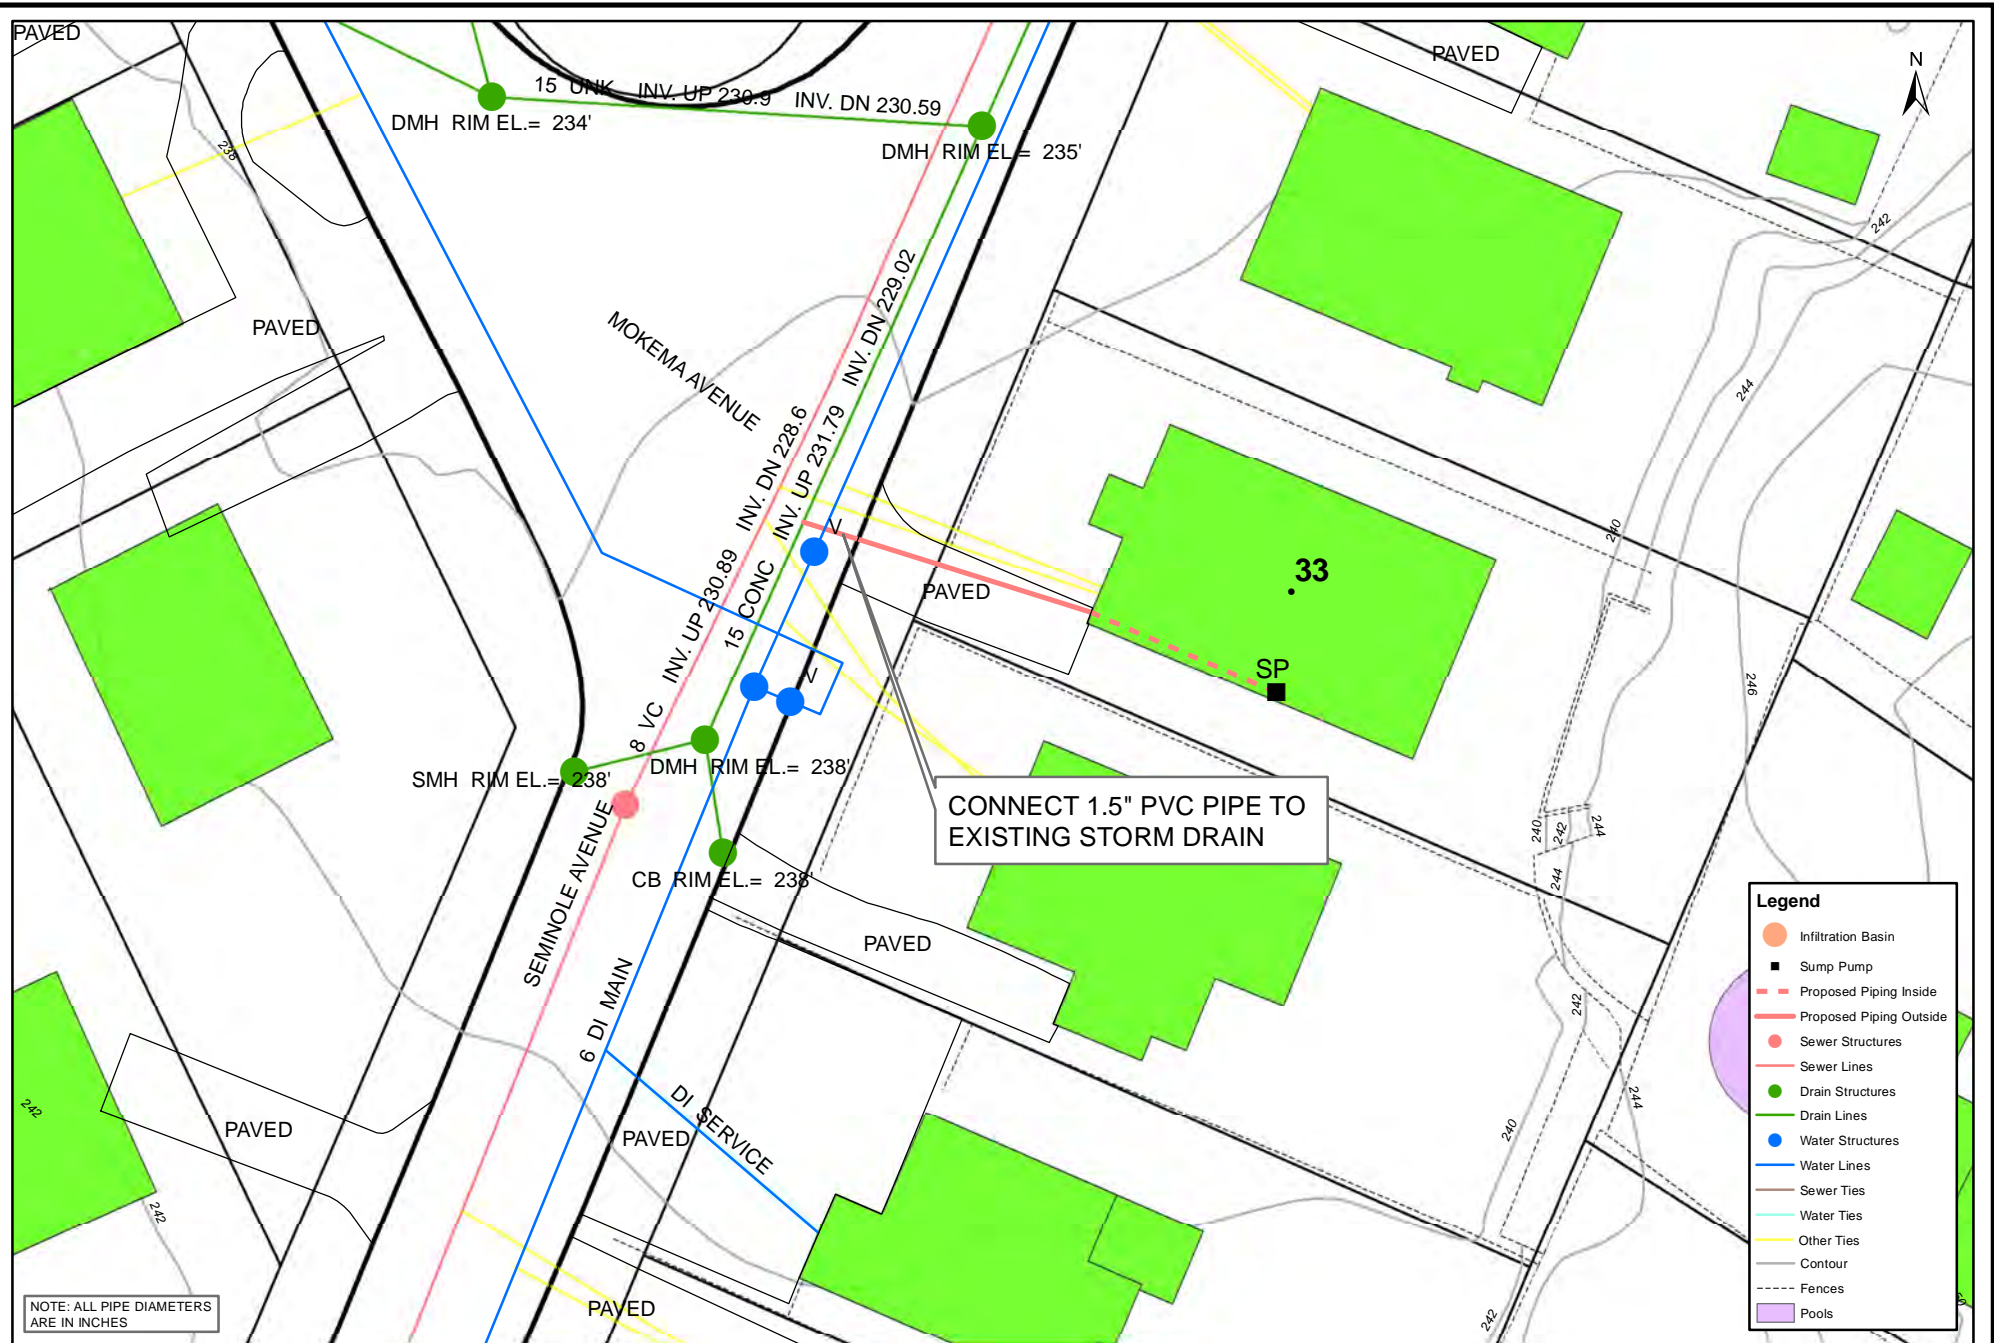 PAVED
PAVED
N
15 UNK INV. UP 230.9 INV. DN 230.59
DMH RIM EL.= 234'
DMH RIM EL.= 235'
238
242
PAVED
MOKEMA AVENUE
INV. DN 229.02
INV. UP 231.79
15 CONC
INV. DN 228.6
INV. UP 230.89
8 VC
244
240
33
PAVED
SP
246
SMH RIM EL.= 238'
DMH RIM EL.= 238'
CONNECT 1.5" PVC PIPE TO
EXISTING STORM DRAIN
240
242
244
CB RIM EL.= 238'
SEMINOLE AVENUE
244
PAVED
6 DI MAIN
242
DI SERVICE
242
PAVED
PAVED
240
244
242
PAVED
242
Legend
Infiltration Basin
Sump Pump
Proposed Piping Inside
Proposed Piping Outside
Sewer Structures
Sewer Lines
Drain Structures
Drain Lines
Water Structures
Water Lines
Sewer Ties
Water Ties
Other Ties
Contour
Fences
Pools
NOTE: ALL PIPE DIAMETERS
ARE IN INCHES